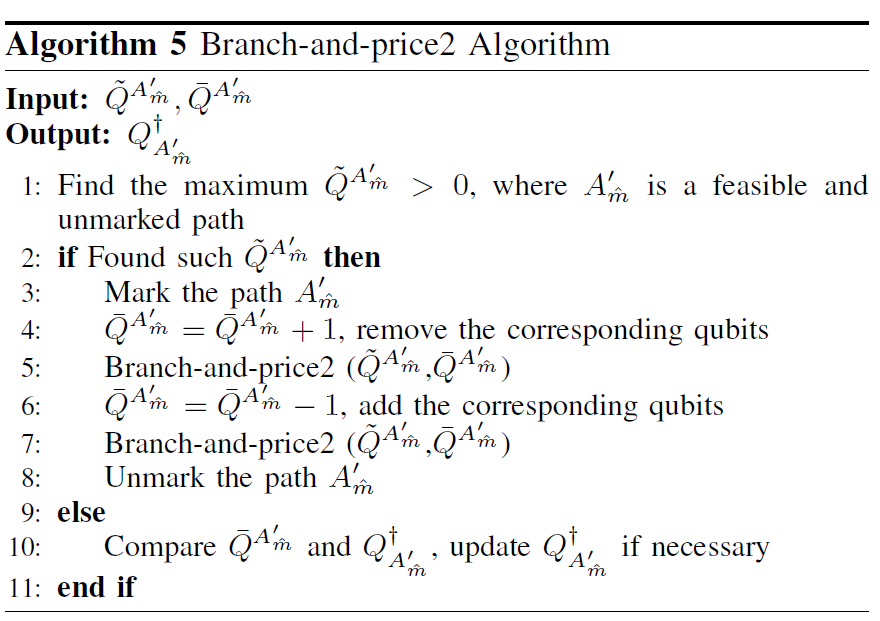 Algorithm 5 Branch-and-price2 Algorithm
Input: $\tilde{Q}^{A'_{\hat{m}}}, \bar{Q}^{A'_{\hat{m}}}$
Output: $Q^{\dagger}_{A'_{\hat{m}}}$
1: Find the maximum $\tilde{Q}^{A'_{\hat{m}}} > 0$, where $A'_{\hat{m}}$ is a feasible and
unmarked path
2: if Found such $\tilde{Q}^{A'_{\hat{m}}}$ then
3: Mark the path $A'_{\hat{m}}$
4: $\bar{Q}^{A'_{\hat{m}}} = \bar{Q}^{A'_{\hat{m}}} + 1$, remove the corresponding qubits
5: Branch-and-price2 ($\tilde{Q}^{A'_{\hat{m}}}, \bar{Q}^{A'_{\hat{m}}}$)
6: $\bar{Q}^{A'_{\hat{m}}} = \bar{Q}^{A'_{\hat{m}}} - 1$, add the corresponding qubits
7: Branch-and-price2 ($\tilde{Q}^{A'_{\hat{m}}}, \bar{Q}^{A'_{\hat{m}}}$)
8: Unmark the path $A'_{\hat{m}}$
9: else
10: Compare $\bar{Q}^{A'_{\hat{m}}}$ and $Q^{\dagger}_{A'_{\hat{m}}}$, update $Q^{\dagger}_{A'_{\hat{m}}}$ if necessary
11: end if